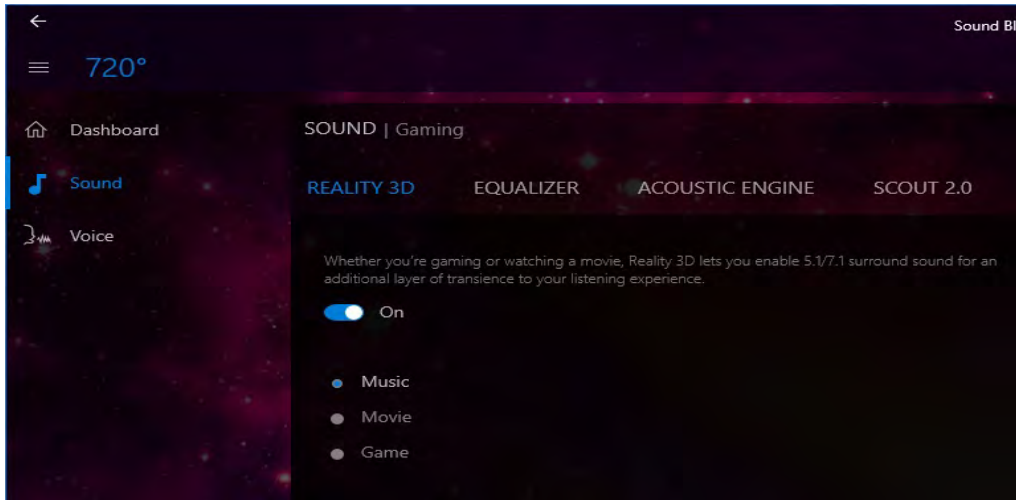 Sound Bl
720°
Dashboard
SOUND | Gaming
Sound
REALITY 3D EQUALIZER ACOUSTIC ENGINE SCOUT 2.0
Voice
Whether you're gaming or watching a movie, Reality 3D lets you enable 5.1/7.1 surround sound for an
additional layer of transience to your listening experience.
On
Music
Movie
Game